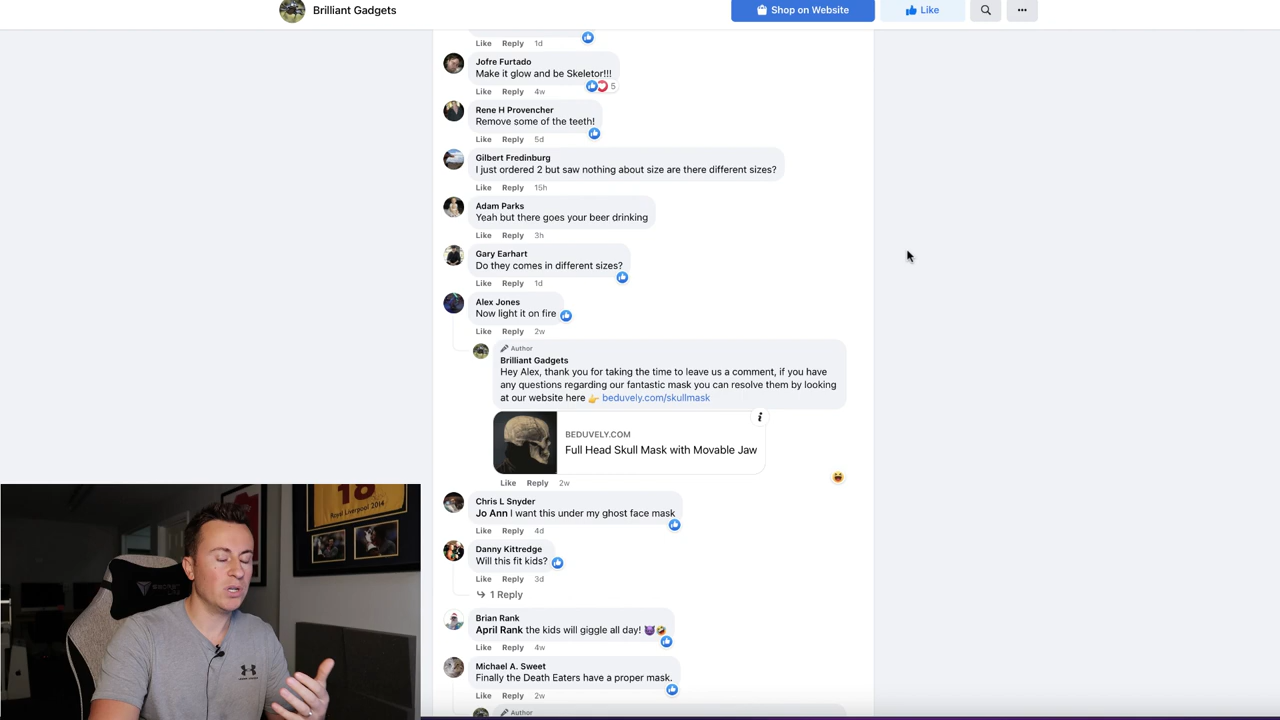 Brilliant Gadgets
Shop on Website
Like
Like Reply 1d
Jofre Furtado
Make it glow and be Skeletor!!!
5
Like Reply 4w
Rene H Provencher
Remove some of the teeth!
Like Reply 5d
Gilbert Fredinburg
I just ordered 2 but saw nothing about size are there different sizes?
Like Reply 15h
Adam Parks
Yeah but there goes your beer drinking
Like Reply 3h
Gary Earhart
Do they comes in different sizes?
Like Reply 1d
Alex Jones
Now light it on fire
Like Reply 2w
Author
Brilliant Gadgets
Hey Alex, thank you for taking the time to leave us a comment, if you have
any questions regarding our fantastic mask you can resolve them by looking
at our website here 👉 beduvely.com/skullmask
BEDUVELY.COM
Full Head Skull Mask with Movable Jaw
Like Reply 2w
Chris L Snyder
Jo Ann I want this under my ghost face mask
Like Reply 4d
Danny Kittredge
Will this fit kids?
Like Reply 3d
1 Reply
Brian Rank
April Rank the kids will giggle all day! 😈🤣
Like Reply 4w
Michael A. Sweet
Finally the Death Eaters have a proper mask.
Like Reply 2w
Author
18
Royal Liverpool 2014